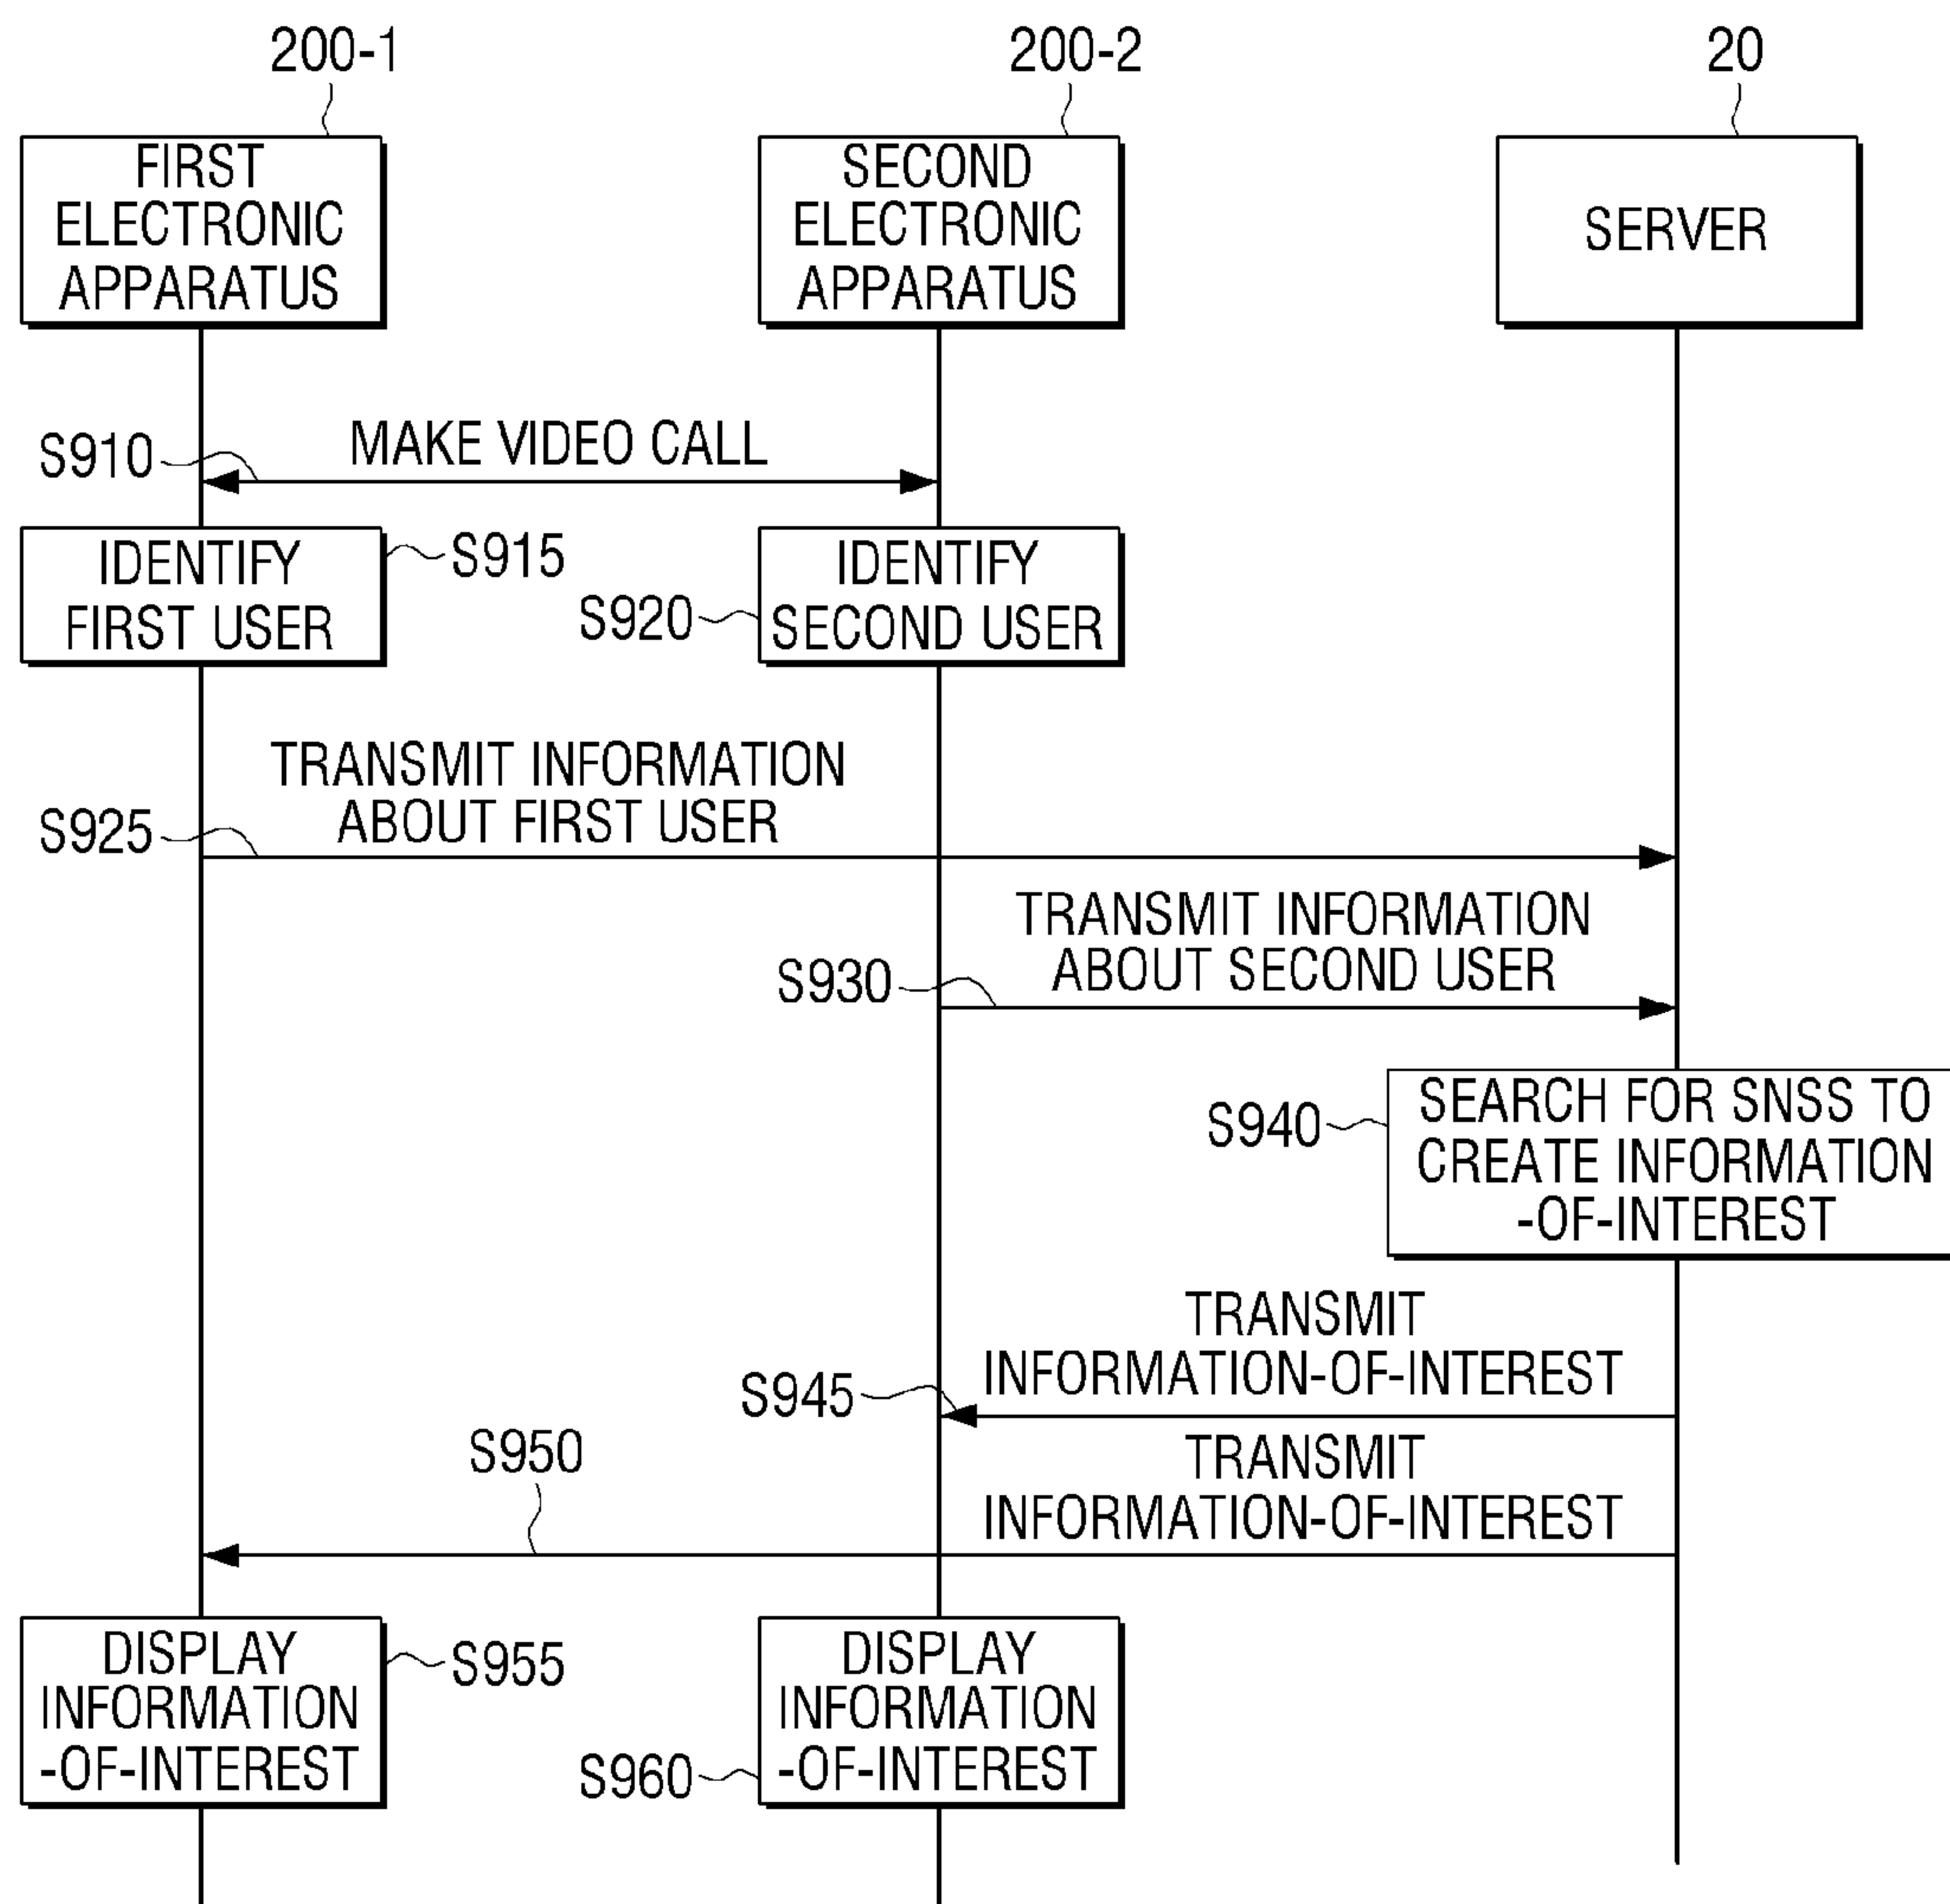 200-1
200-2
20
FIRST
ELECTRONIC
APPARATUS
SECOND
ELECTRONIC
APPARATUS
SERVER
S910
MAKE VIDEO CALL
IDENTIFY
FIRST USER
S915
S920
IDENTIFY
SECOND USER
TRANSMIT INFORMATION
ABOUT FIRST USER
S925
TRANSMIT INFORMATION
ABOUT SECOND USER
S930
S940
SEARCH FOR SNSS TO
CREATE INFORMATION
-OF-INTEREST
TRANSMIT
INFORMATION-OF-INTEREST
S945
TRANSMIT
INFORMATION-OF-INTEREST
S950
DISPLAY
INFORMATION
-OF-INTEREST
S955
S960
DISPLAY
INFORMATION
-OF-INTEREST